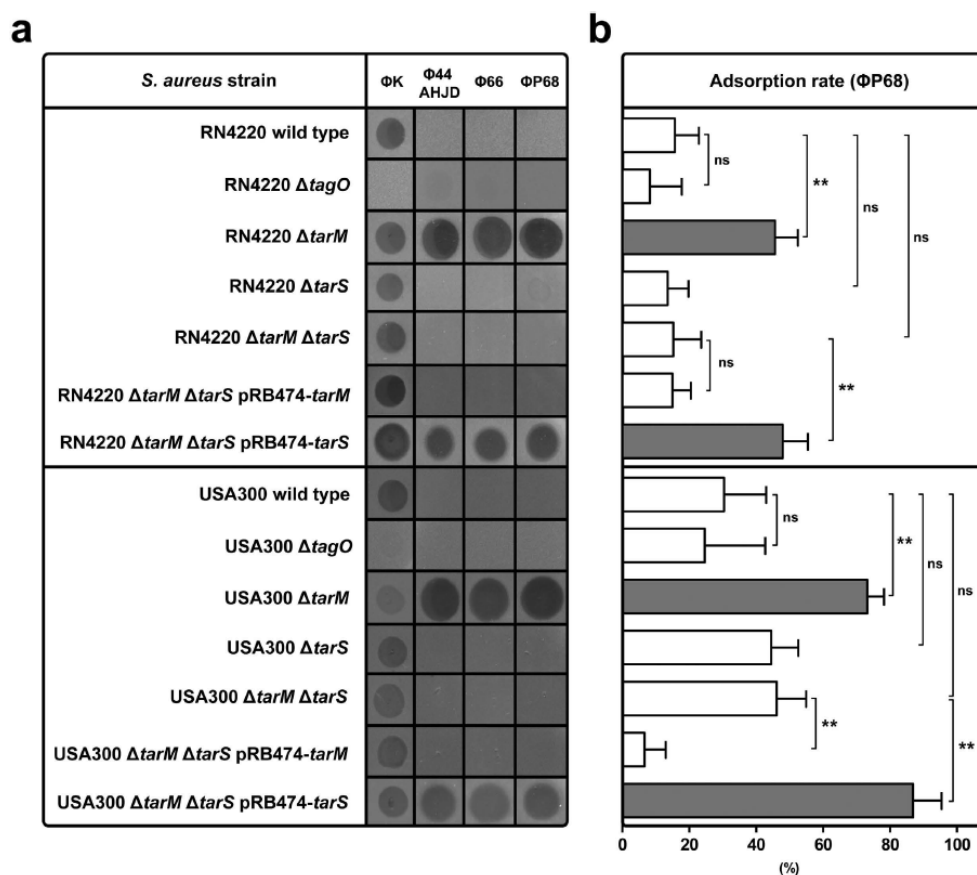 a
b
S. aureus strain
ΦK
Φ44 AHJD
Φ66
ΦP68
Adsorption rate (ΦP68)
RN4220 wild type
RN4220 ΔtagO
RN4220 ΔtarM
RN4220 ΔtarS
RN4220 ΔtarM ΔtarS
RN4220 ΔtarM ΔtarS pRB474-tarM
RN4220 ΔtarM ΔtarS pRB474-tarS
USA300 wild type
USA300 ΔtagO
USA300 ΔtarM
USA300 ΔtarS
USA300 ΔtarM ΔtarS
USA300 ΔtarM ΔtarS pRB474-tarM
USA300 ΔtarM ΔtarS pRB474-tarS
ns
**
ns
ns
ns
**
ns
**
ns
ns
**
**
0 20 40 60 80 100
(%)